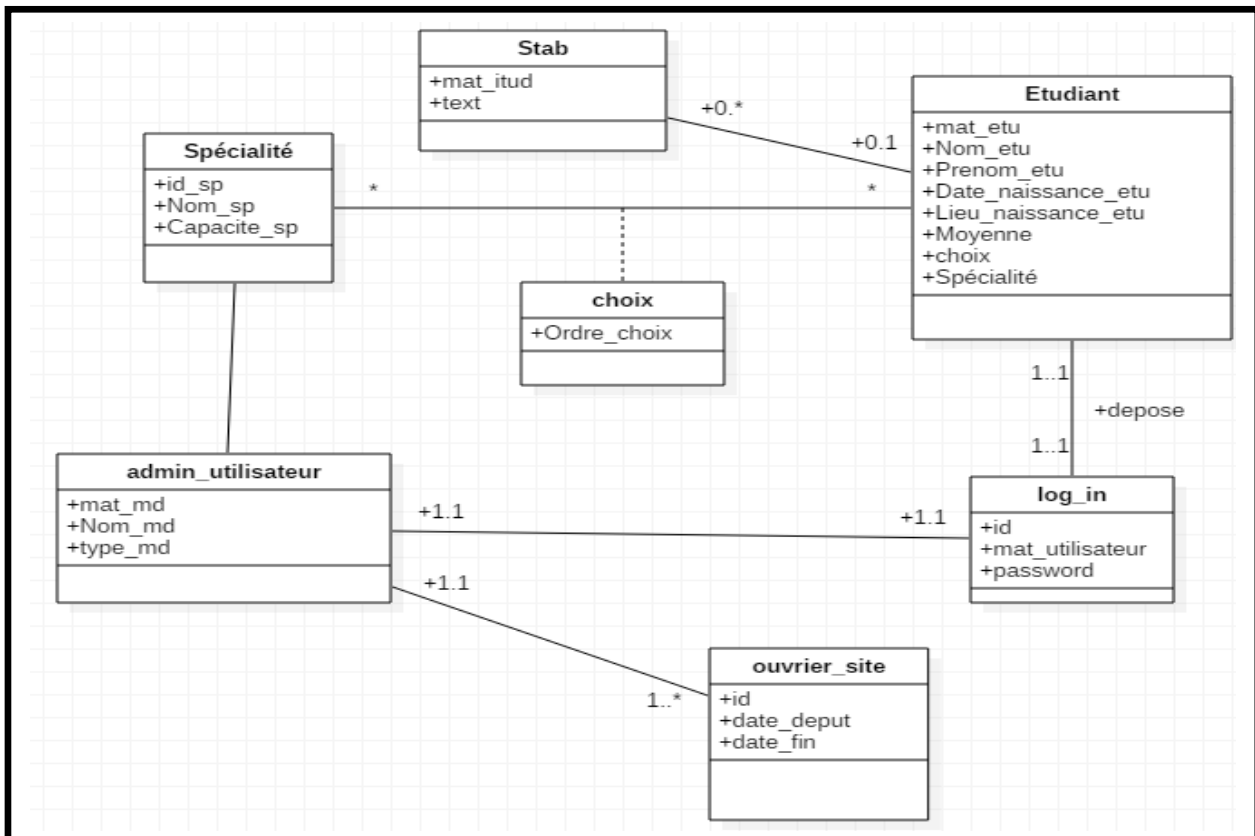 Stab
+mat_itud
+text
+0.*
+0.1
Etudiant
+mat_etu
+Nom_etu
+Prenom_etu
+Date_naissance_etu
+Lieu_naissance_etu
+Moyenne
+choix
+Spécialité
Spécialité
+id_sp
+Nom_sp
+Capacite_sp
*
*
choix
+Ordre_choix
1..1
+depose
1..1
admin_utilisateur
+mat_md
+Nom_md
+type_md
+1.1
+1.1
log_in
+id
+mat_utilisateur
+password
+1.1
1..*
ouvrier_site
+id
+date_deput
+date_fin